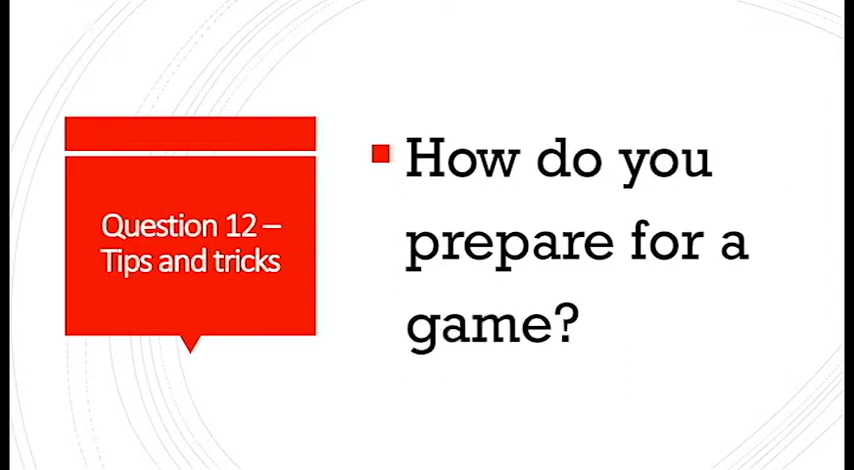 Question 12 –
Tips and tricks
How do you
prepare for a
game?